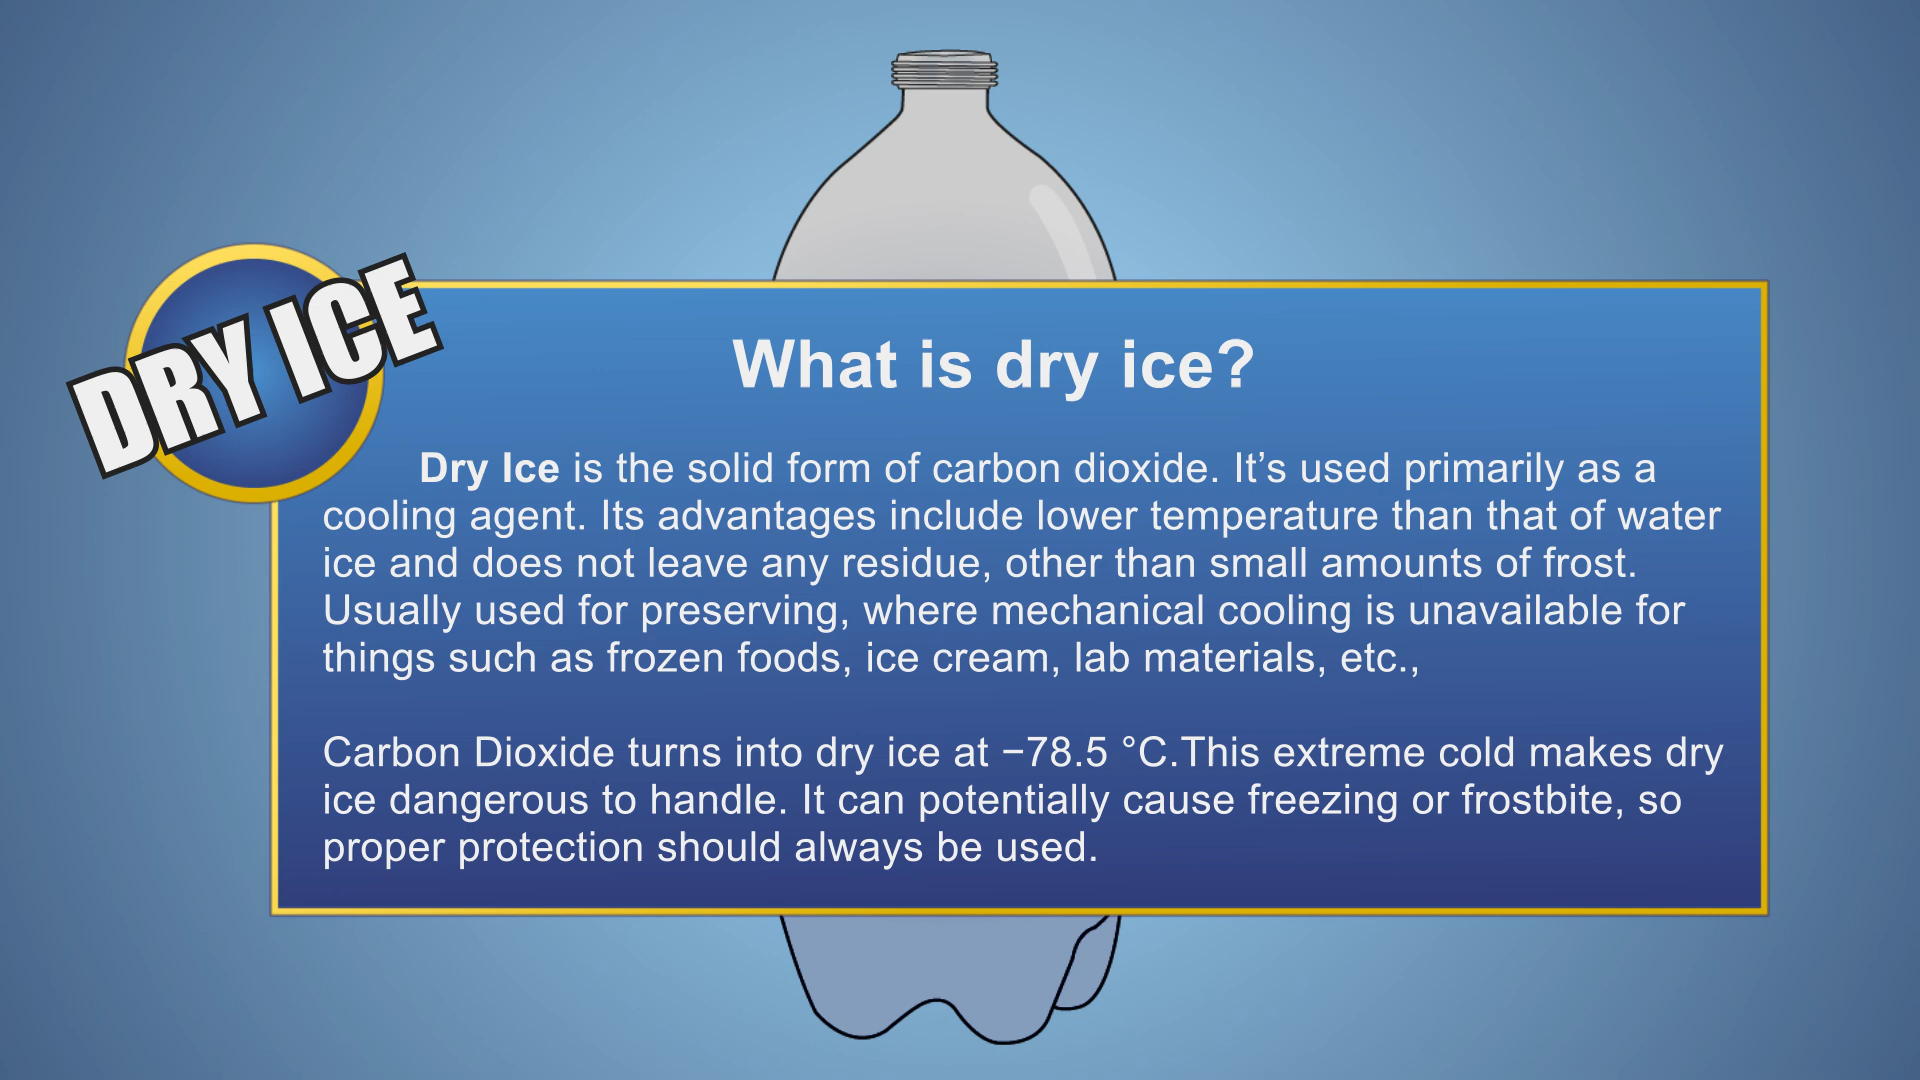 DRY ICE
What is dry ice?
Dry Ice is the solid form of carbon dioxide. It’s used primarily as a
cooling agent. Its advantages include lower temperature than that of water
ice and does not leave any residue, other than small amounts of frost.
Usually used for preserving, where mechanical cooling is unavailable for
things such as frozen foods, ice cream, lab materials, etc.,
Carbon Dioxide turns into dry ice at −78.5 °C.This extreme cold makes dry
ice dangerous to handle. It can potentially cause freezing or frostbite, so
proper protection should always be used.